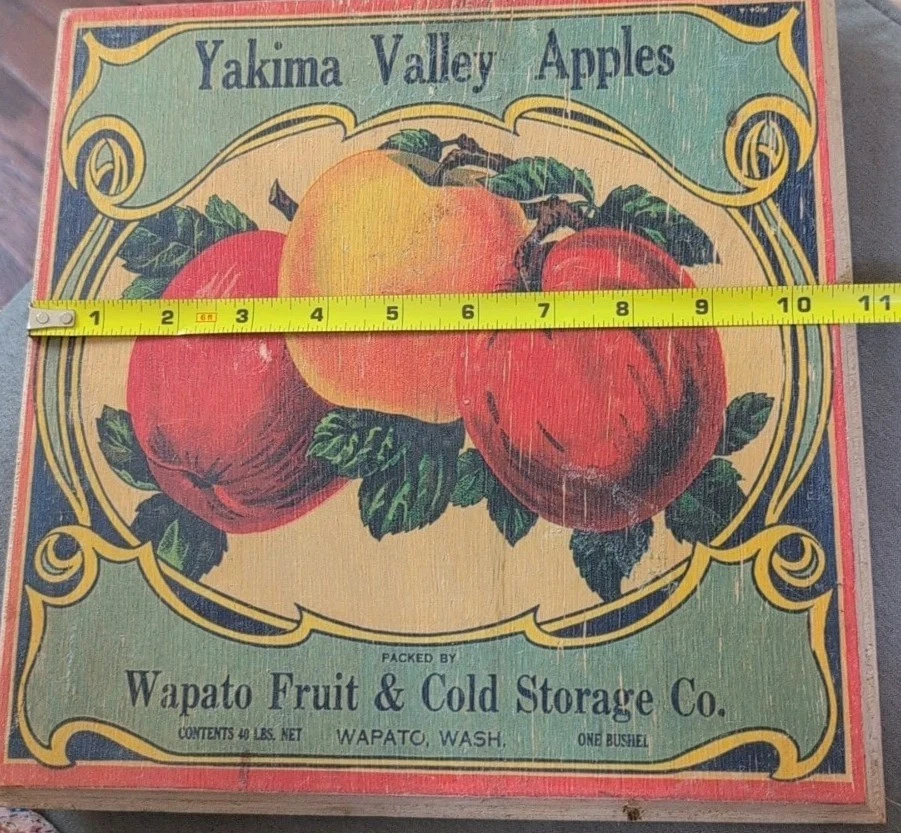 Yakima Valley Apples
1 2 6ft 3 4 5 6 7 8 9 10 11
PACKED BY
Wapato Fruit & Cold Storage Co.
CONTENTS 40 LBS. NET WAPATO, WASH. ONE BUSHEL